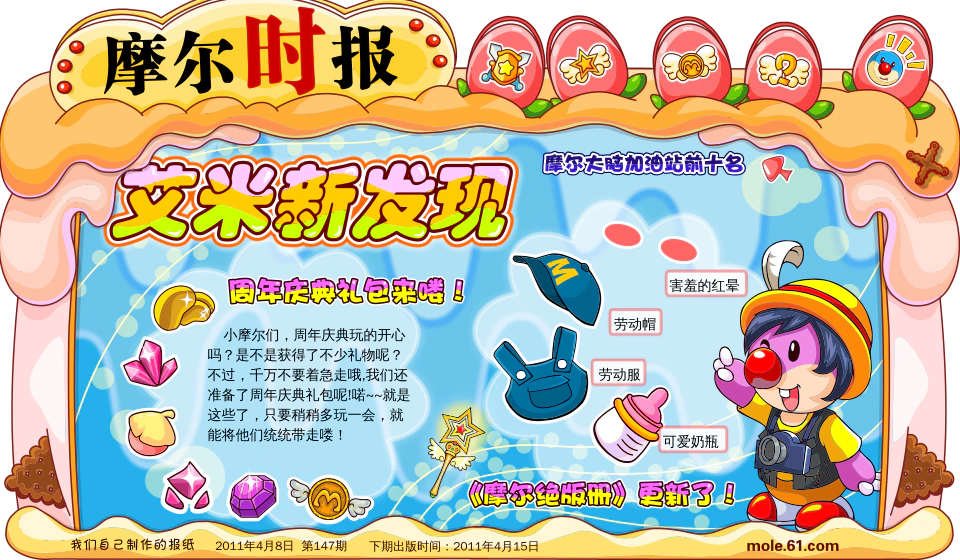 摩尔时报
摩尔大陆加油站前十名
艾米新发现
周年庆典礼包来喽！
小摩尔们，周年庆典玩的开心
吗？是不是获得了不少礼物呢？
不过，千万不要着急走哦,我们还
准备了周年庆典礼包呢!喏~~就是
这些了，只要稍稍多玩一会，就
能将他们统统带走喽！
M
害羞的红晕
劳动帽
劳动服
可爱奶瓶
《摩尔绝版册》更新了！
我们自己制作的报纸
2011年4月8日 第147期
下期出版时间：2011年4月15日
mole.61.com